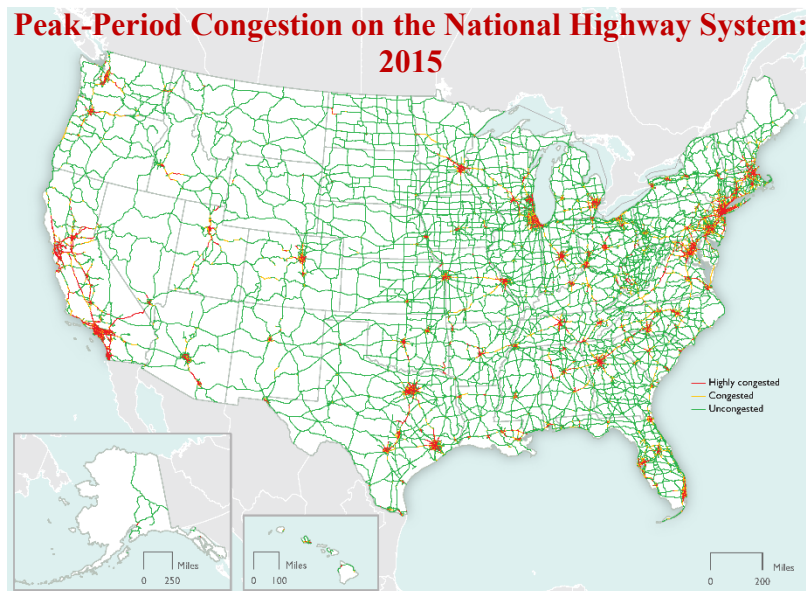 Peak-Period Congestion on the National Highway System:
2015
Highly congested
Congested
Uncongested
Miles
0 250
Miles
0 100
Miles
0 200